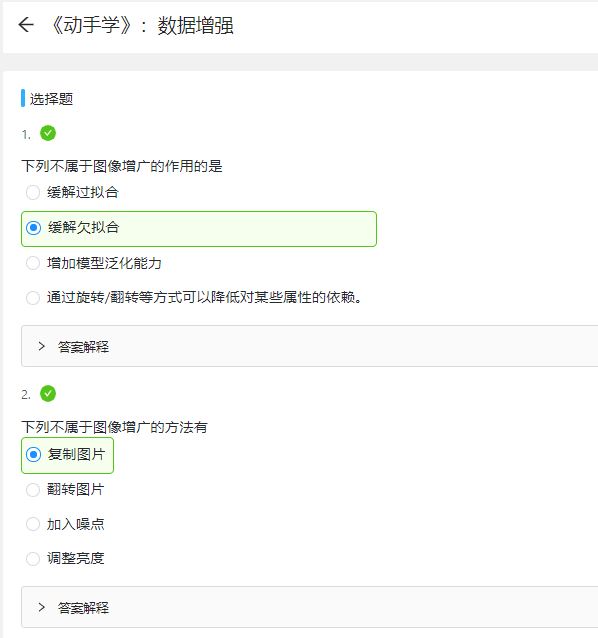 《动手学》：数据增强
选择题
1.
下列不属于图像增广的作用的是
缓解过拟合
缓解欠拟合
增加模型泛化能力
通过旋转/翻转等方式可以降低对某些属性的依赖。
答案解释
2.
下列不属于图像增广的方法有
复制图片
翻转图片
加入噪点
调整亮度
答案解释